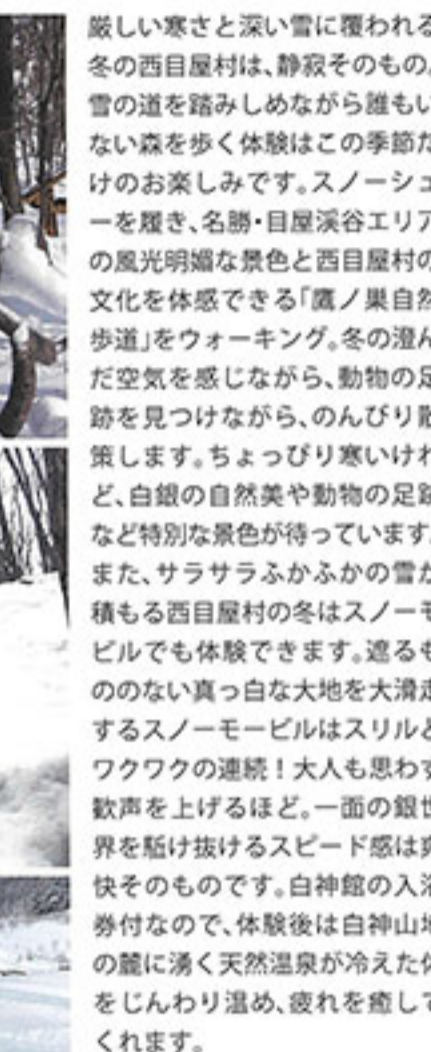 厳しい寒さと深い雪に覆われる
冬の西目屋村は、静寂そのもの。
雪の道を踏みしめながら誰もい
ない森を歩く体験はこの季節だ
けのお楽しみです。スノーシュ
ーを履き、名勝・目屋渓谷エリア
の風光明媚な景色と西目屋村の
文化を体感できる「鷹ノ巣自然
歩道」をウォーキング。冬の澄ん
だ空気を感じながら、動物の足
跡を見つけながら、のんびり散
策します。ちょっぴり寒いけれ
ど、白銀の自然美や動物の足跡
など特別な景色が待っています。
また、サラサラふかふかの雪が
積もる西目屋村の冬はスノーモ
ービルでも体験できます。遮るも
ののない真っ白な大地を大滑走
するスノーモービルはスリルと
ワクワクの連続！大人も思わず
歓声を上げるほど。一面の銀世
界を駈け抜けるスピード感は爽
快そのものです。白神館の入浴
券付なので、体験後は白神山地
の麓に湧く天然温泉が冷えた体
をじんわり温め、疲れを癒して
くれます。